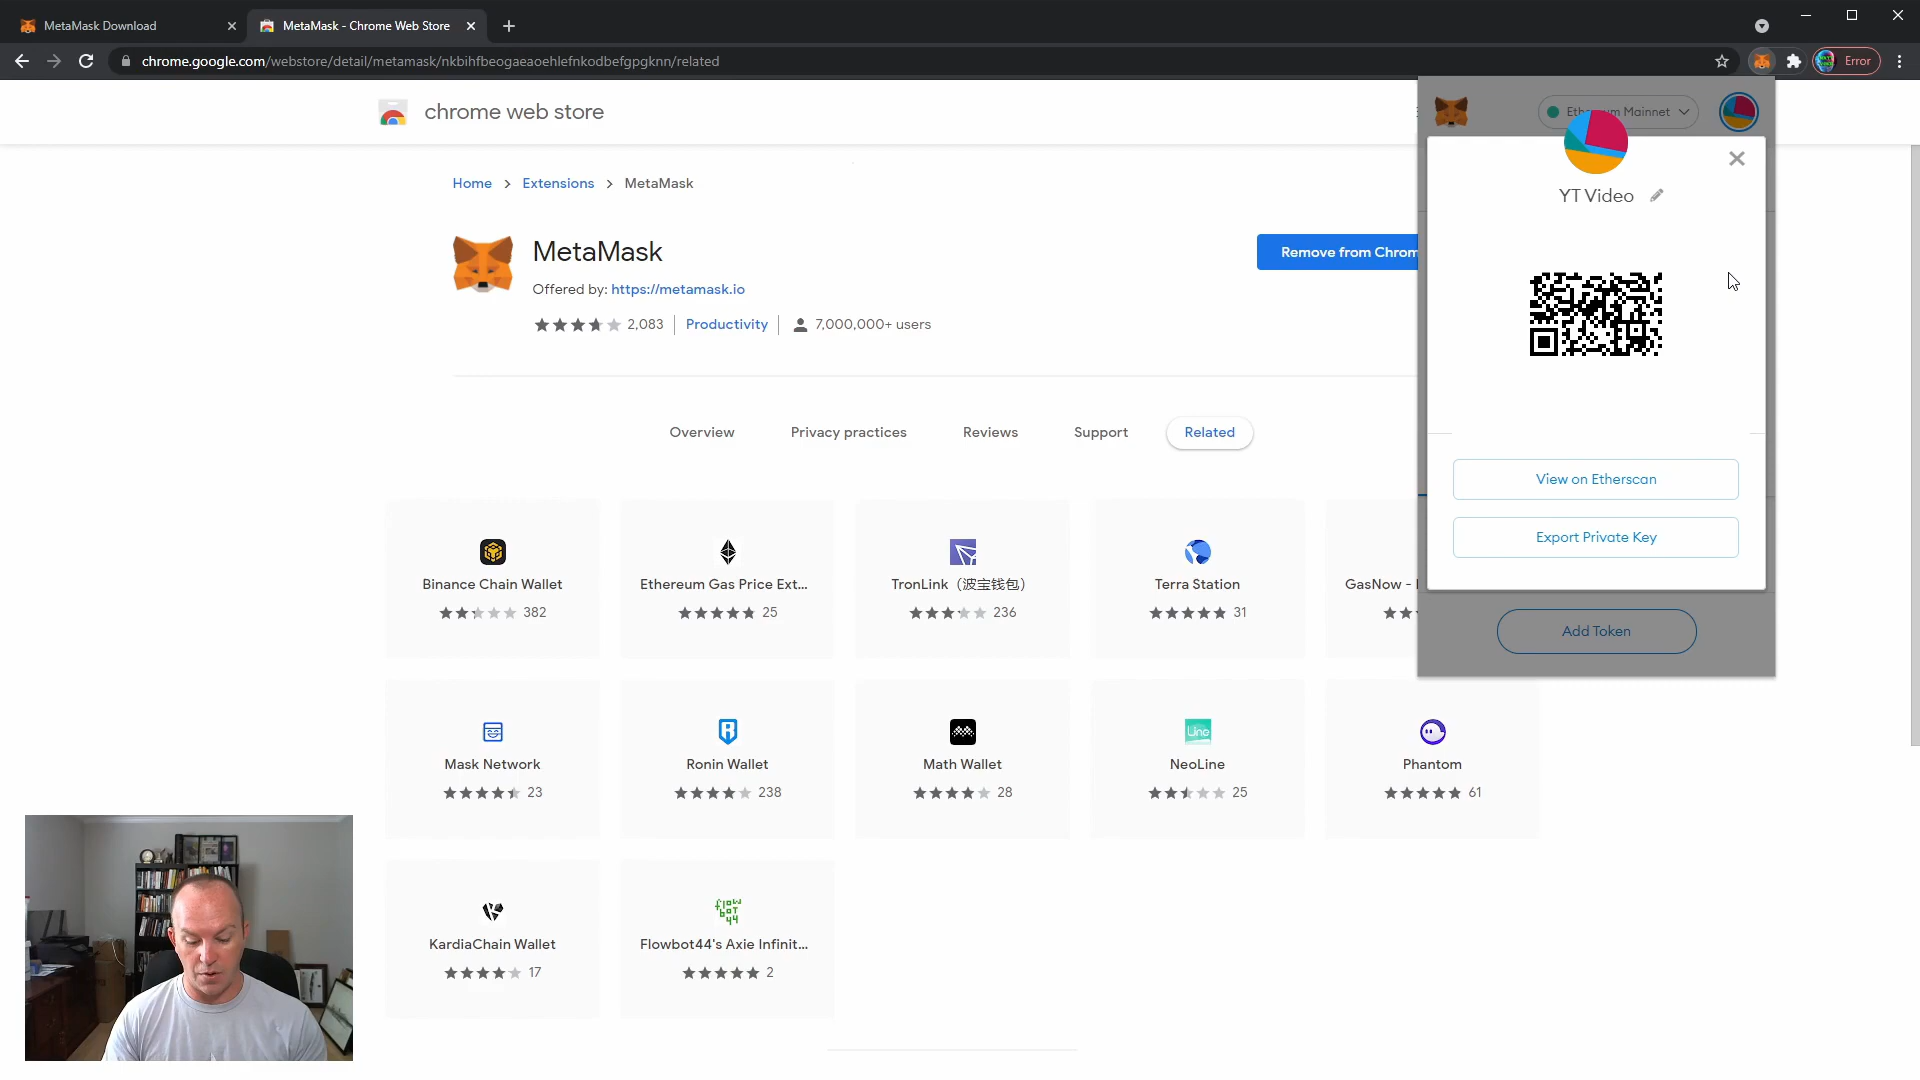 MetaMask Download
MetaMask - Chrome Web Store
chrome.google.com/webstore/detail/metamask/nkbihfbeogaeaoehlefnkodbefgpgknn/related
Error
chrome web store
Mainnet
Home > Extensions > MetaMask
YT Video
MetaMask
Remove from Chrom
Offered by: https://metamask.io
2,083 Productivity 7,000,000+ users
Overview Privacy practices Reviews Support Related
View on Etherscan
Export Private Key
Add Token
Binance Chain Wallet
382
Ethereum Gas Price Ext...
25
TronLink（波宝钱包）
236
Terra Station
31
GasNow -
Mask Network
23
Ronin Wallet
238
Math Wallet
28
Line
NeoLine
25
Phantom
61
KardiaChain Wallet
17
flowbot44
Flowbot44's Axie Infinit...
2